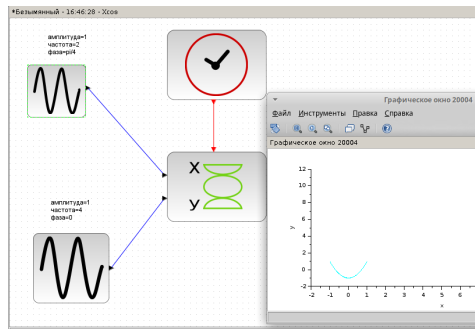 *Безымянный - 16:46:28 - Xcos
амплитуда=1
частота=2
фаза=pi/4
X
У
амплитуда=1
частота=4
фаза=0
Графическое окно 20004
Файл Инструменты Правка Справка
Графическое окно 20004
12
10
8
6
4
2
0
-2
y
-2 -1 0 1 2 3 4 5 6
x